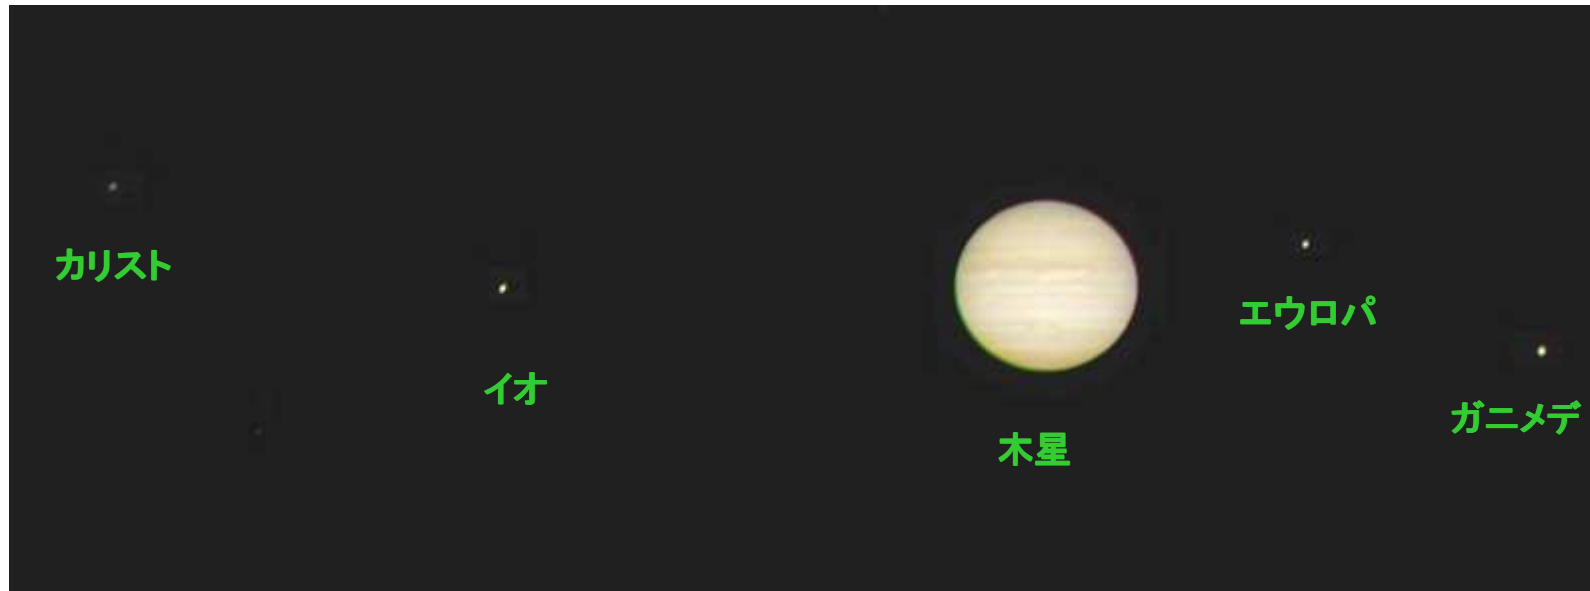 カリスト
イオ
木星
エウロパ
ガニメデ